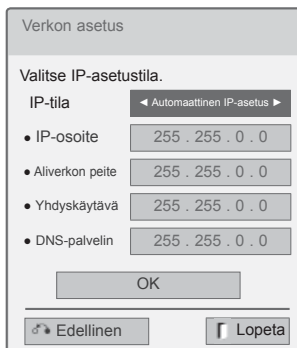 Verkon asetus
Valitse IP-asetustila.
IP-tila ◄ Automaattinen IP-asetus ►
● IP-osoite 255 . 255 . 0 . 0
● Aliverkon peite 255 . 255 . 0 . 0
● Yhdyskäytävä 255 . 255 . 0 . 0
● DNS-palvelin 255 . 255 . 0 . 0
OK
Edellinen Lopeta